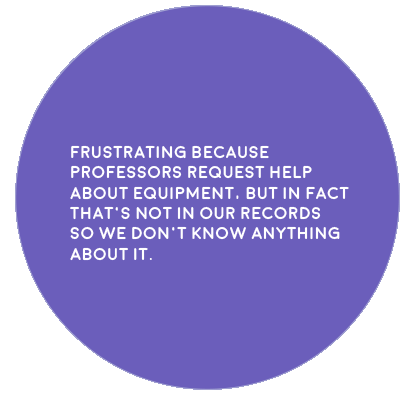 FRUSTRATING BECAUSE
PROFESSORS REQUEST HELP
ABOUT EQUIPMENT, BUT IN FACT
THAT'S NOT IN OUR RECORDS
SO WE DON'T KNOW ANYTHING
ABOUT IT.